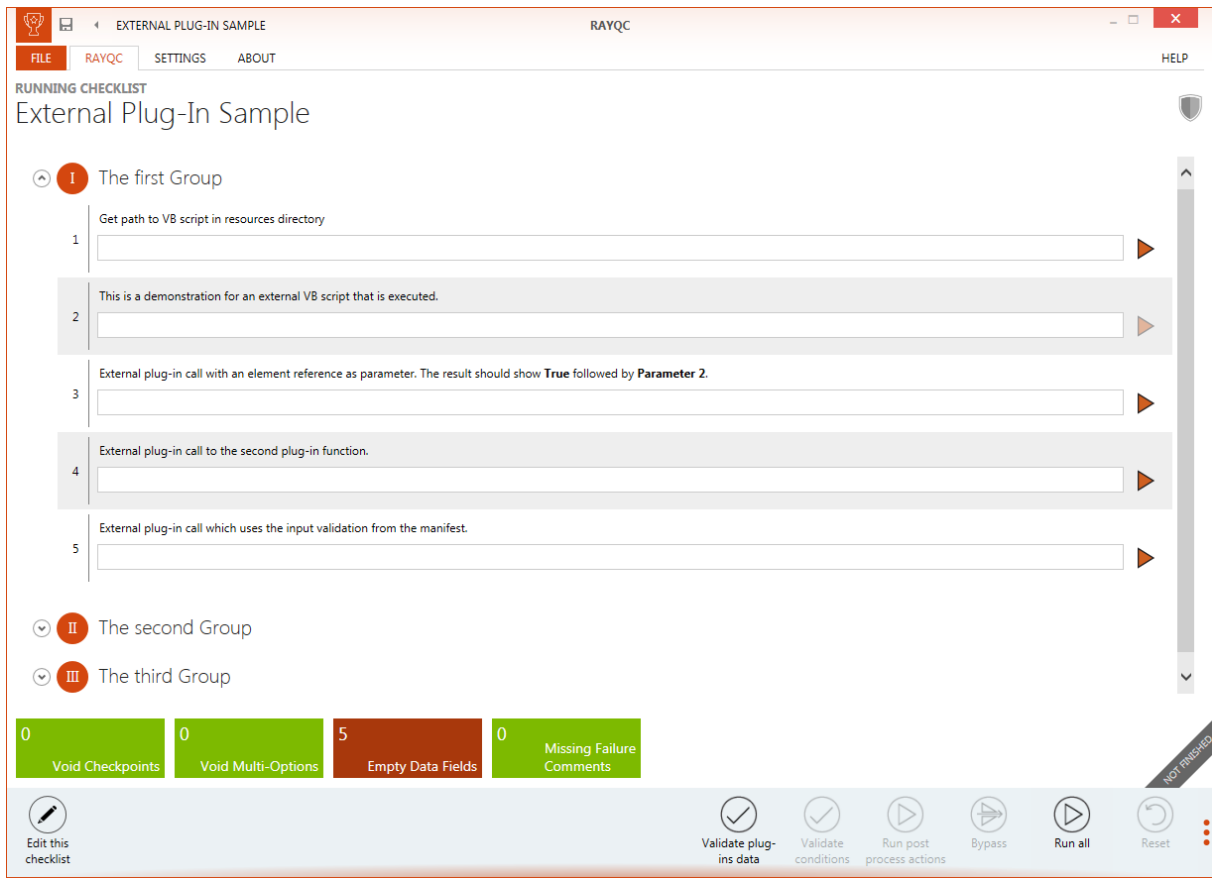 EXTERNAL PLUG-IN SAMPLE
RAYQC
FILE
RAYQC
SETTINGS
ABOUT
HELP
RUNNING CHECKLIST
External Plug-In Sample
I
The first Group
Get path to VB script in resources directory
1
This is a demonstration for an external VB script that is executed.
2
External plug-in call with an element reference as parameter. The result should show True followed by Parameter 2.
3
External plug-in call to the second plug-in function.
4
External plug-in call which uses the input validation from the manifest.
5
II
The second Group
III
The third Group
0
Void Checkpoints
0
Void Multi-Options
5
Empty Data Fields
0
Missing Failure
Comments
NOT FINISHED
Edit this
checklist
Validate plug-
ins data
Validate
conditions
Run post
process actions
Bypass
Run all
Reset